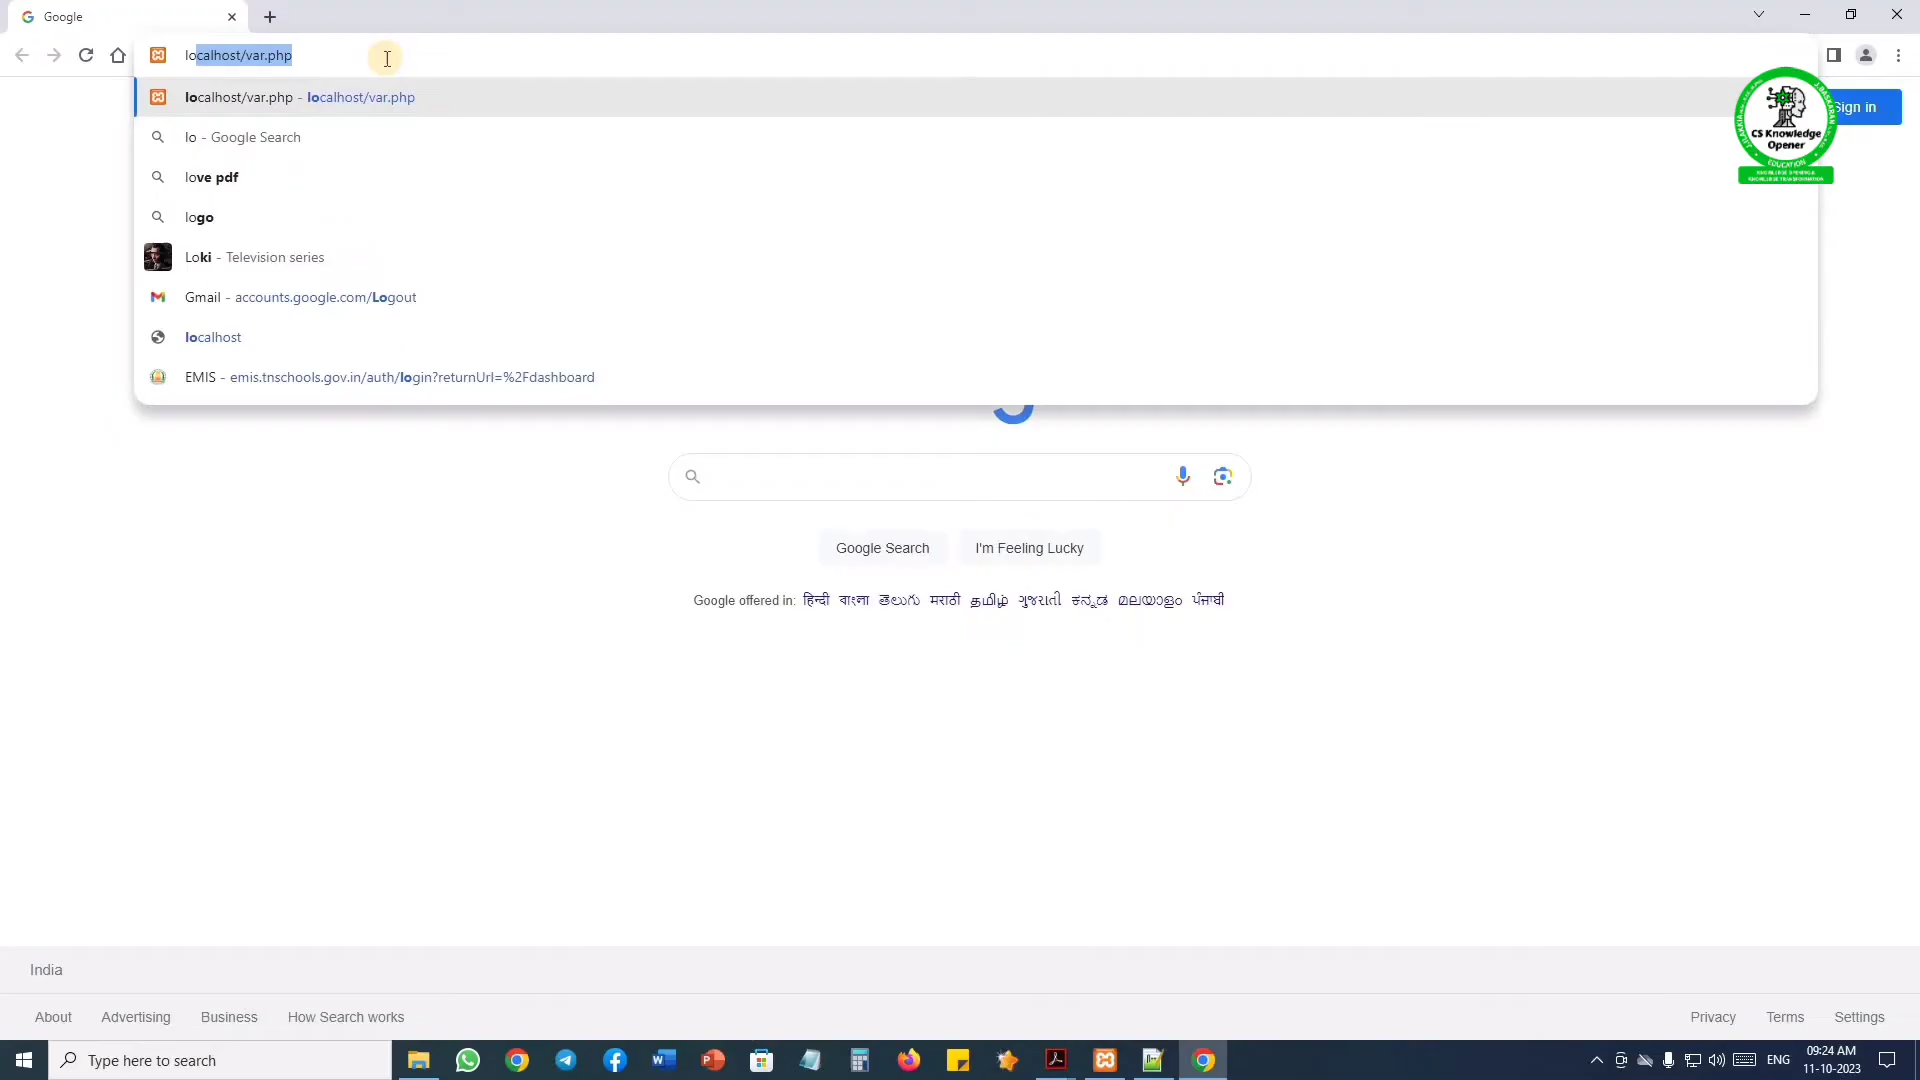 Google
localhost/var.php
localhost/var.php - localhost/var.php
lo - Google Search
love pdf
logo
Loki - Television series
Gmail - accounts.google.com/Logout
localhost
EMIS - emis.tnschools.gov.in/auth/login?returnUrl=%2Fdashboard
Sign in
CS Knowledge
Opener
EDUCATION
Google Search
I'm Feeling Lucky
Google offered in: हिन्दी বাংলা తెలుగు मराठी தமிழ் ગુજરાતી ಕನ್ನಡ മലയാളം ਪੰਜਾਬੀ
India
About Advertising Business How Search works
Privacy Terms Settings
Type here to search
ENG
09:24 AM
11-10-2023